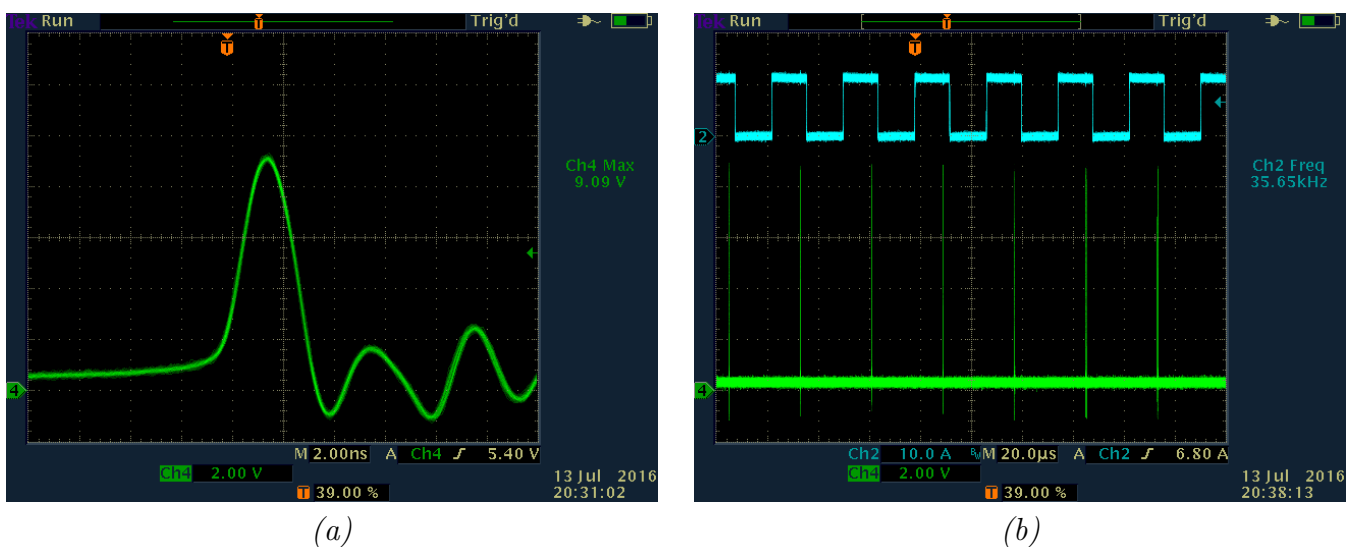 Tek Run Trig'd
T
Ch4 Max
9.09 V
4
M 2.00ns A Ch4 5.40 V
Ch4 2.00 V
T 39.00 %
13 Jul 2016
20:31:02
(a)
Tek Run Trig'd
T
2
Ch2 Freq
35.65kHz
4
Ch2 10.0 A BW M 20.0µs A Ch2 6.80 A
Ch4 2.00 V
T 39.00 %
13 Jul 2016
20:38:13
(b)